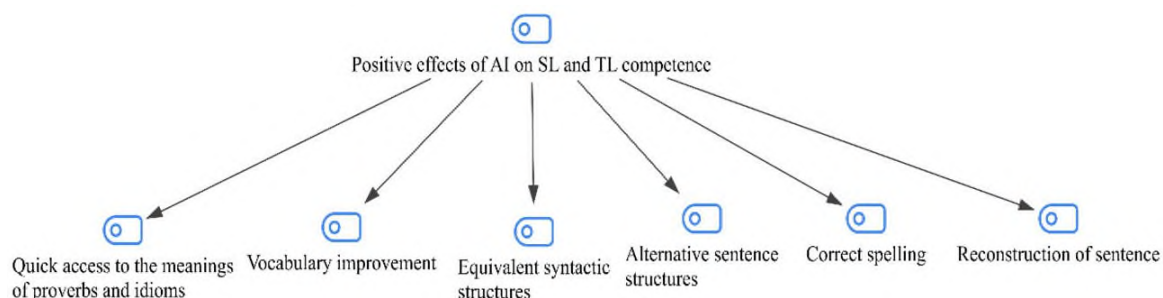 Positive effects of AI on SL and TL competence
Quick access to the meanings
of proverbs and idioms
Vocabulary improvement
Equivalent syntactic
structures
Alternative sentence
structures
Correct spelling
Reconstruction of sentence